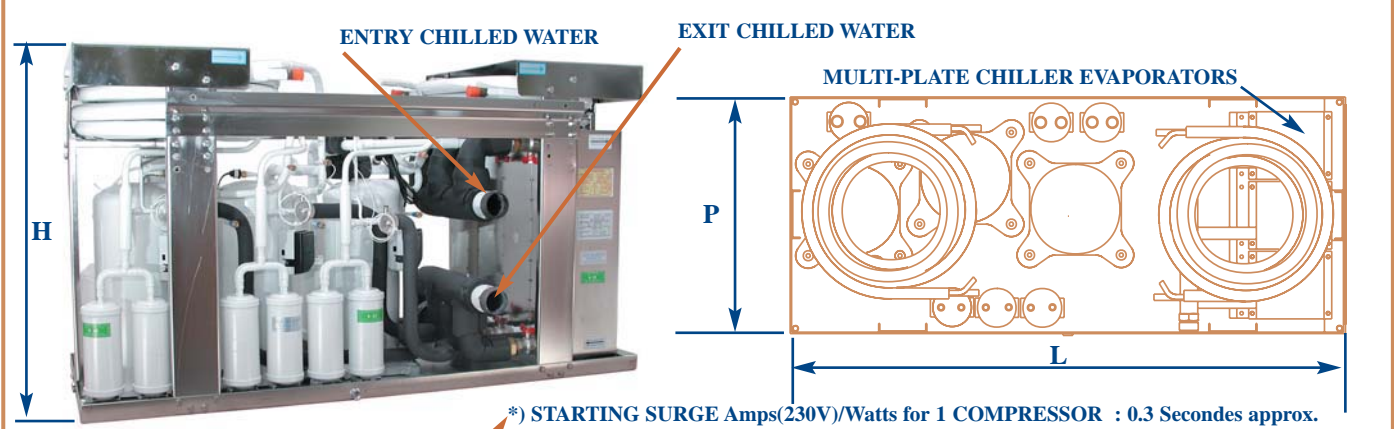 ENTRY CHILLED WATER
EXIT CHILLED WATER
MULTI-PLATE CHILLER EVAPORATORS
H
P
L
*) STARTING SURGE Amps(230V)/Watts for 1 COMPRESSOR : 0.3 Secondes approx.